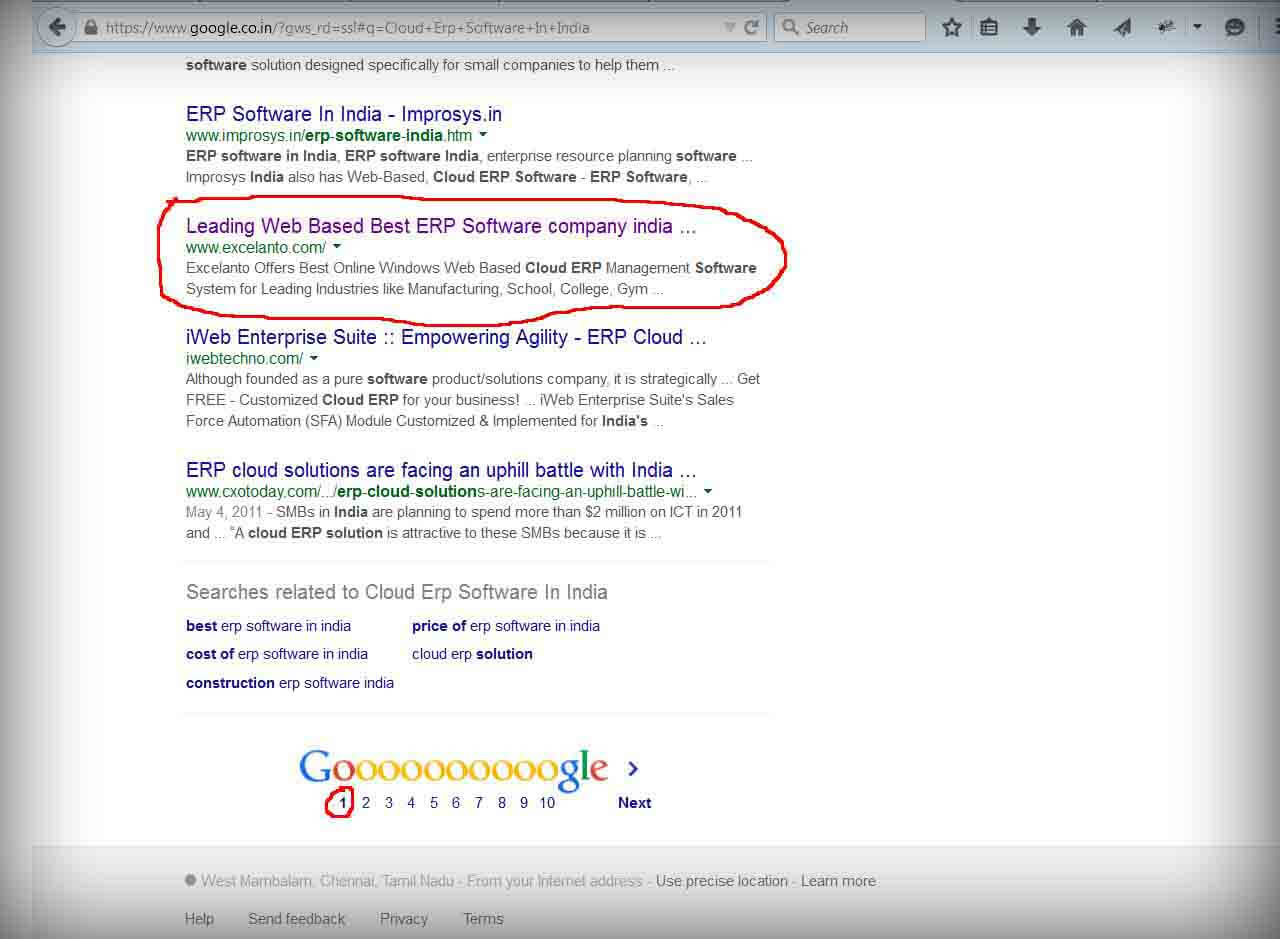 https://www.google.co.in/?gws_rd=ssl#q=Cloud+Erp+Software+In+India
Search
software solution designed specifically for small companies to help them ...
ERP Software In India - Improsys.in
www.improsys.in/erp-software-india.htm
ERP software in India, ERP software India, enterprise resource planning software ...
Improsys India also has Web-Based, Cloud ERP Software - ERP Software, ...
Leading Web Based Best ERP Software company india ...
www.excelanto.com/
Excelanto Offers Best Online Windows Web Based Cloud ERP Management Software
System for Leading Industries like Manufacturing, School, College, Gym ...
iWeb Enterprise Suite :: Empowering Agility - ERP Cloud ...
iwebtechno.com/
Although founded as a pure software product/solutions company, it is strategically ... Get
FREE - Customized Cloud ERP for your business! ... iWeb Enterprise Suite's Sales
Force Automation (SFA) Module Customized & Implemented for India's ...
ERP cloud solutions are facing an uphill battle with India ...
www.cxotoday.com/.../erp-cloud-solutions-are-facing-an-uphill-battle-wi...
May 4, 2011 - SMBs in India are planning to spend more than $2 million on ICT in 2011
and ... "A cloud ERP solution is attractive to these SMBs because it is ...
Searches related to Cloud Erp Software In India
best erp software in india
price of erp software in india
cost of erp software in india
cloud erp solution
construction erp software india
Goooooooooogle
1 2 3 4 5 6 7 8 9 10 Next
West Mambalam, Chennai, Tamil Nadu - From your Internet address - Use precise location - Learn more
Help Send feedback Privacy Terms